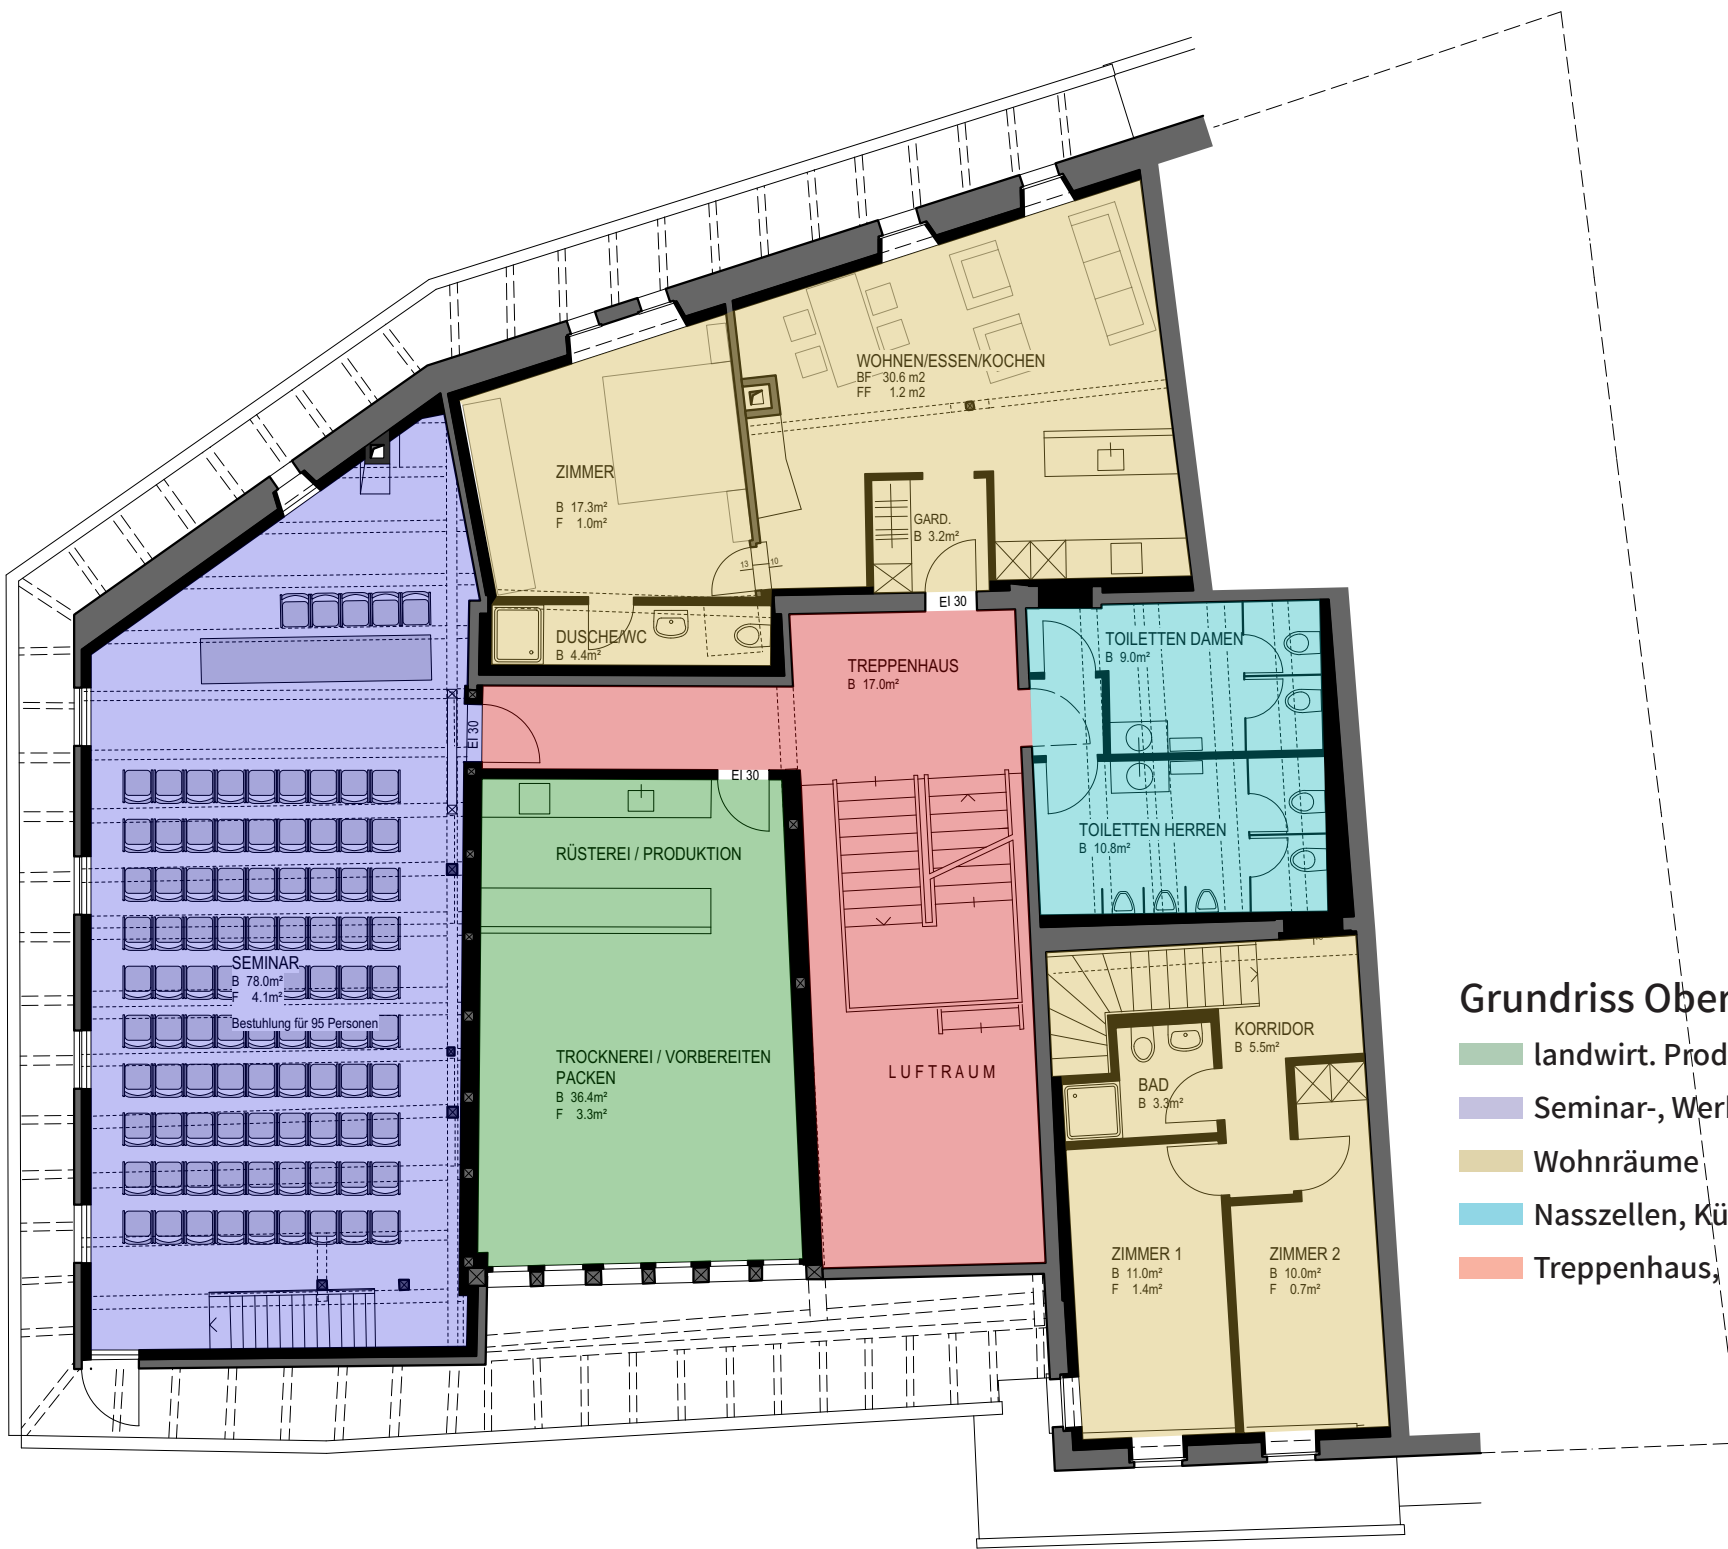 WOHNEN/ESSEN/KOCHEN
BF 30.6 m2
FF 1.2 m2
ZIMMER
B 17.3m²
F 1.0m²
GARD.
B 3.2m²
13
10
EI 30
DUSCHE/WC
B 4.4m²
TREPPENHAUS
B 17.0m²
TOILETTEN DAMEN
B 9.0m²
EI 30
EI 30
TOILETTEN HERREN
B 10.8m²
RÜSTEREI / PRODUKTION
SEMINAR
B 78.0m²
F 4.1m²
Bestuhlung für 95 Personen
TROCKNEREI / VORBEREITEN
PACKEN
B 36.4m²
F 3.3m²
LUFTRAUM
KORRIDOR
B 5.5m²
BAD
B 3.3m²
ZIMMER 1
B 11.0m²
F 1.4m²
ZIMMER 2
B 10.0m²
F 0.7m²
Grundriss Ober
landwirt. Prod
Seminar-, Werk
Wohnräume
Nasszellen, Kü
Treppenhaus,